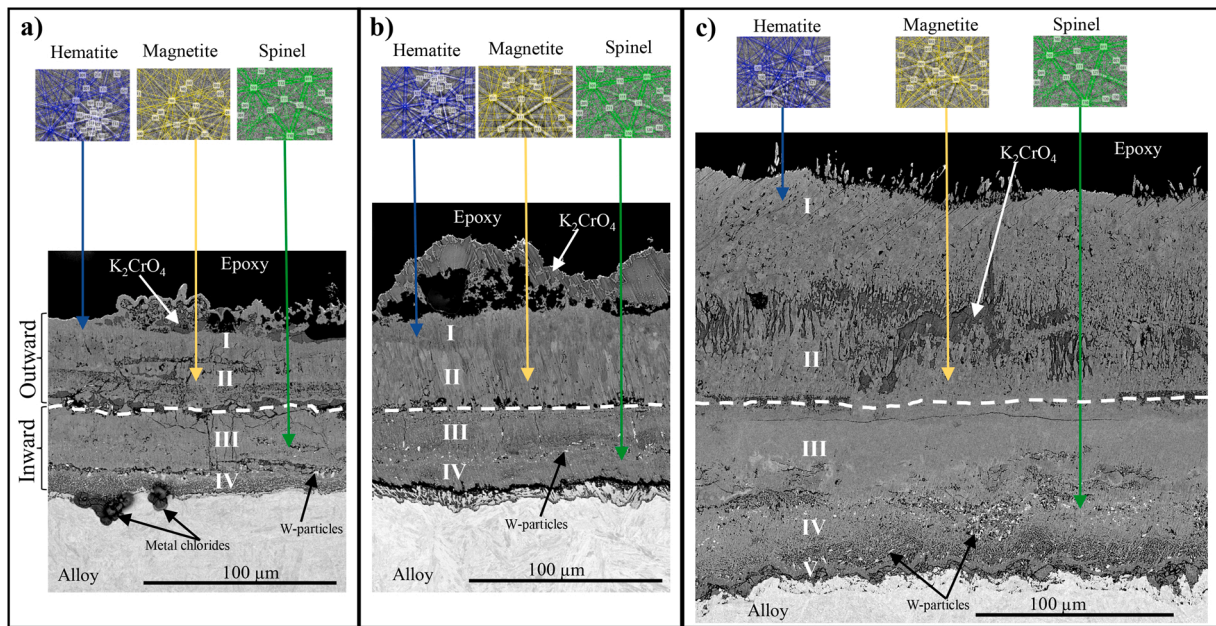 a)
Hematite Magnetite Spinel
Epoxy
K₂CrO₄
Outward
Inward
I
II
III
IV
W-particles
Metal chlorides
Alloy
100 µm
b)
Hematite Magnetite Spinel
Epoxy
K₂CrO₄
I
II
III
IV
W-particles
Alloy
100 µm
c)
Hematite Magnetite Spinel
K₂CrO₄ Epoxy
I
II
III
IV
V
W-particles
Alloy
100 µm